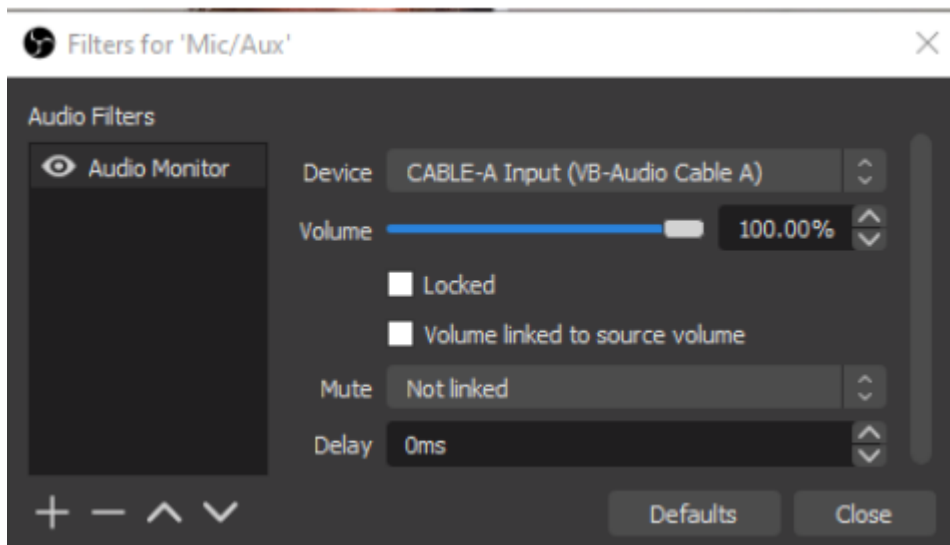 Filters for 'Mic/Aux'
Audio Filters
Audio Monitor
Device CABLE-A Input (VB-Audio Cable A)
Volume 100.00%
Locked
Volume linked to source volume
Mute Not linked
Delay 0ms
Defaults Close